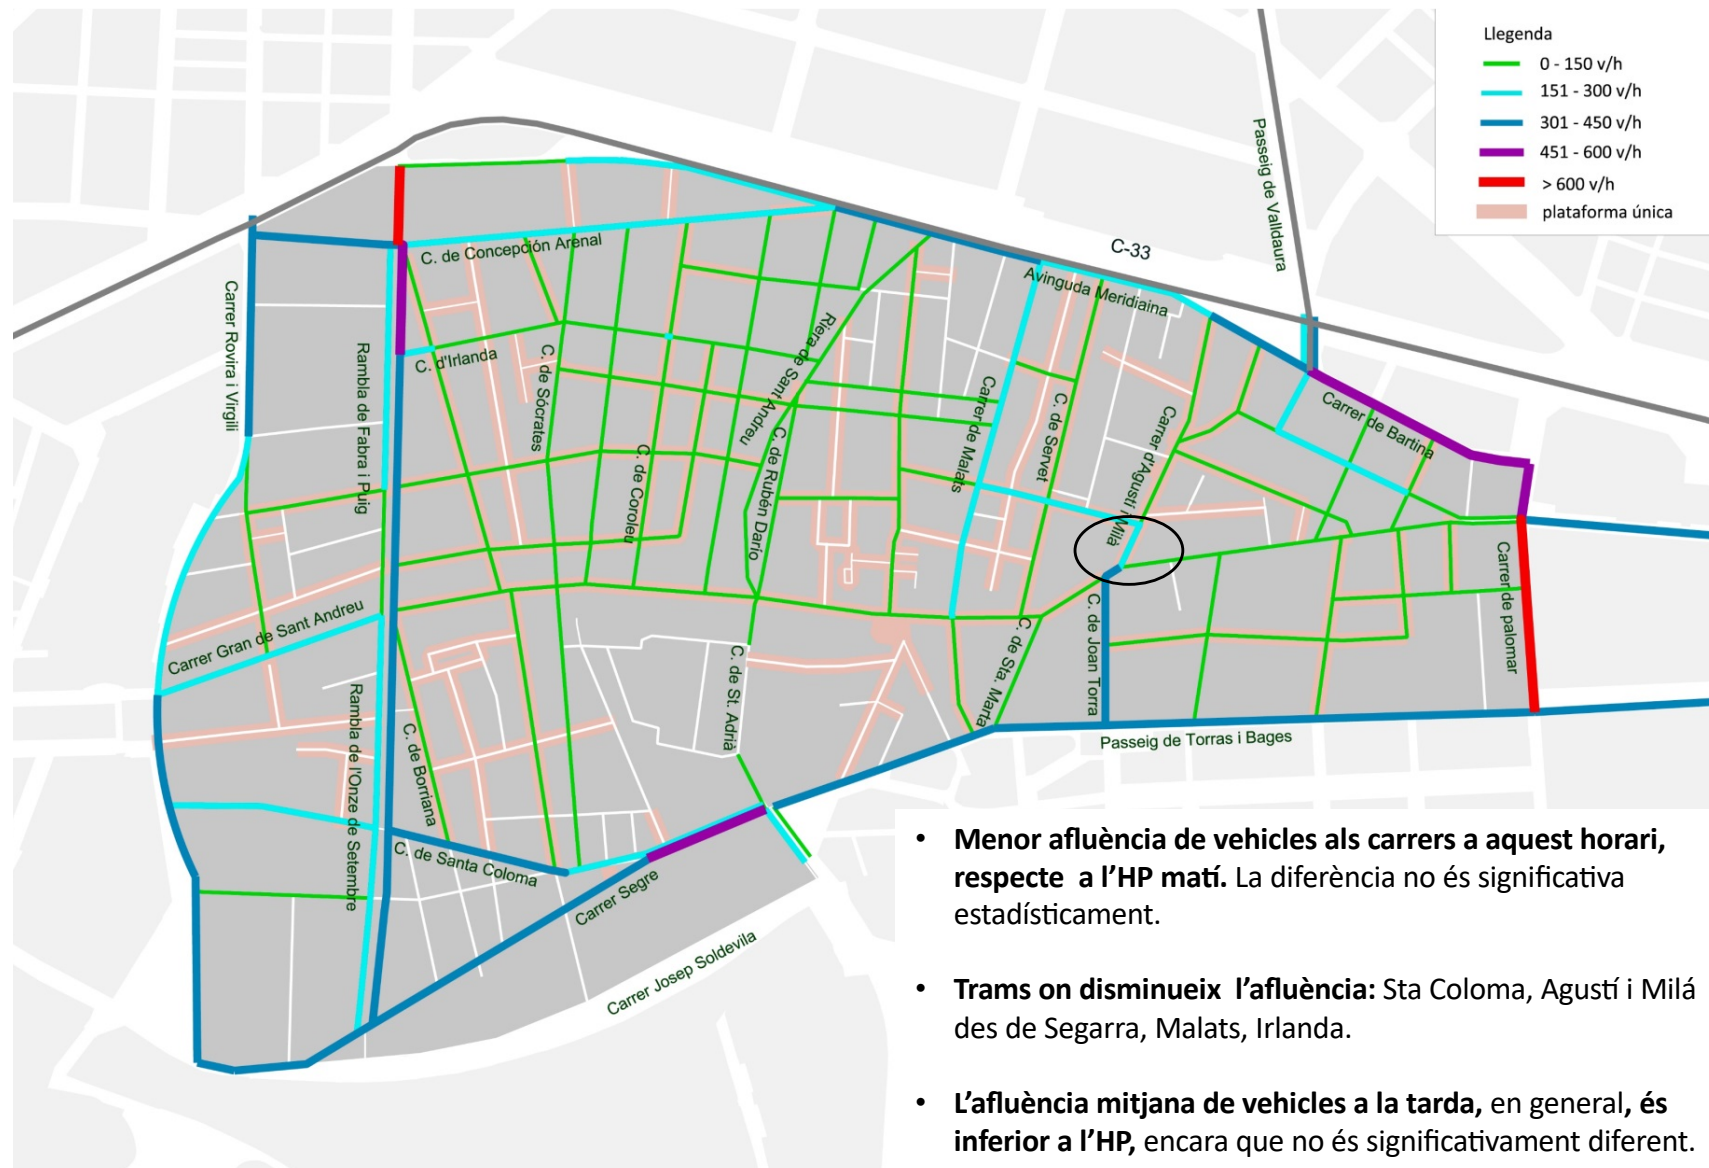 Llegenda
0 - 150 v/h
151 - 300 v/h
301 - 450 v/h
451 - 600 v/h
> 600 v/h
plataforma única
Passeig de Valldaura
C-33
Avinguda Meridiaina
C. de Concepción Arenal
Carrer Rovira i Virgili
Rambla de Fabra i Puig
C. d'Irlanda
C. de Sócrates
Riera de Sant Andreu
C. de Coroleu
C. de Rubén Darío
Carrer de Malats
C. de Servet
Carrer d'Agustí i Milà
Carrer de Bartina
Carrer de palomar
Carrer Gran de Sant Andreu
Rambla de l'Onze de Setembre
C. de Borriana
C. de St. Adrià
C. de Sta. Marta
C. de Joan Torra
Passeig de Torras i Bages
C. de Santa Coloma
Carrer Segre
Carrer Josep Soldevila
• Menor afluència de vehicles als carrers a aquest horari,
respecte a l’HP matí. La diferència no és significativa
estadísticament.
• Trams on disminueix l’afluència: Sta Coloma, Agustí i Milá
des de Segarra, Malats, Irlanda.
• L’afluència mitjana de vehicles a la tarda, en general, és
inferior a l’HP, encara que no és significativament diferent.